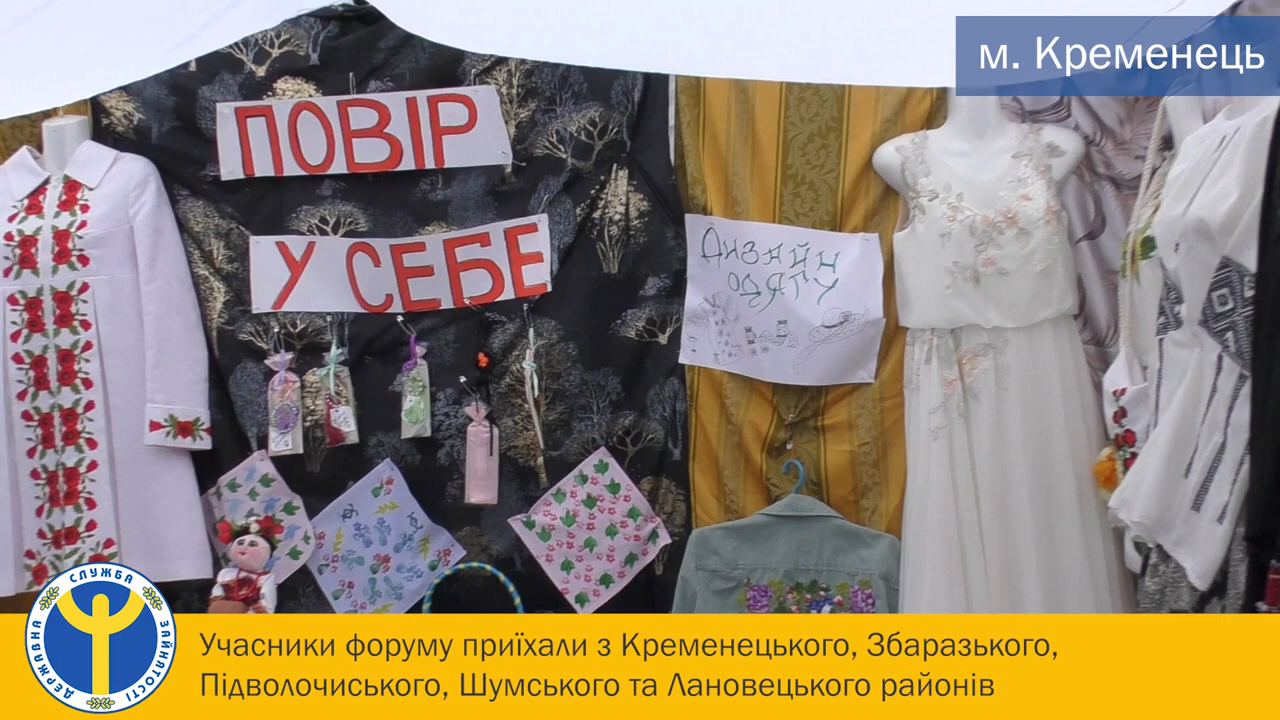 м. Кременець
ПОВІР
У СЕБЕ
Дизайн
одягу
ДЕРЖАВНА СЛУЖБА ЗАЙНЯТОСТІ
Учасники форуму приїхали з Кременецького, Збаразького,
Підволочиського, Шумського та Лановецького районів